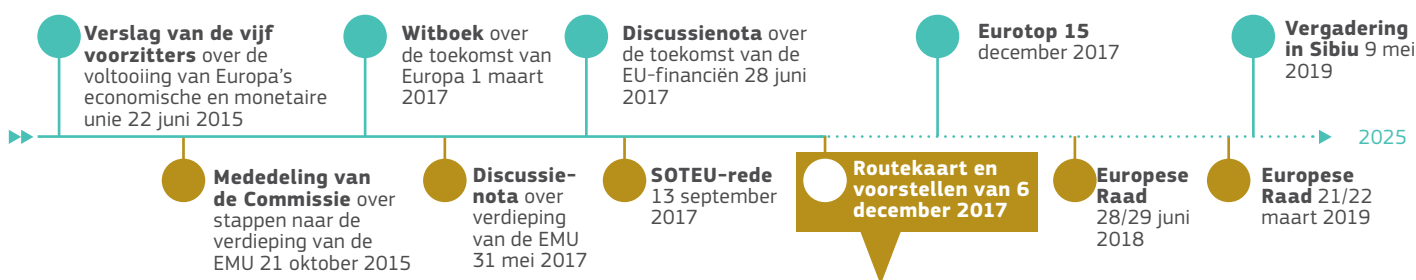 Verslag van de vijf
voorzitters over de
voltooiing van Europa's
economische en monetaire
unie 22 juni 2015
Mededeling van
de Commissie over
stappen naar de
verdieping van de
EMU 21 oktober 2015
Witboek over
de toekomst van
Europa 1 maart
2017
Discussie-
nota over
verdieping
van de EMU
31 mei 2017
Discussienota over
de toekomst van de
EU-financiën 28 juni
2017
SOTEU-rede
13 september
2017
Routekaart en
voorstellen van 6
december 2017
Eurotop 15
december 2017
Europese
Raad
28/29 juni
2018
Europese
Raad 21/22
maart 2019
Vergadering
in Sibiu 9 mei
2019
2025